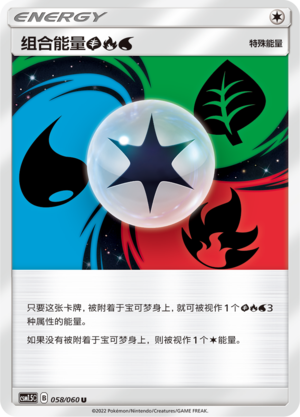 ENERGY
组合能量
特殊能量
只要这张卡牌，被附着于宝可梦身上，就可被视作1个3
种属性的能量。
如果没有被附着于宝可梦身上，则被视作1个能量。
CSM1.5C B 058/060 U
©2022 Pokémon/Nintendo/Creatures/GAME FREAK.